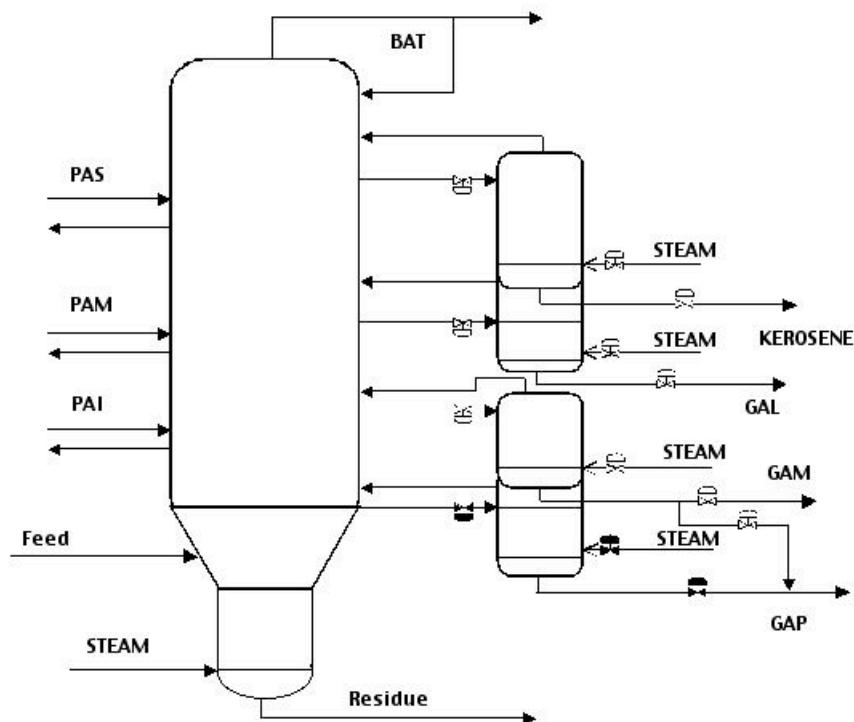 BAT
PAS
STEAM
PAM
STEAM
KEROSENE
PAI
GAL
STEAM
GAM
Feed
STEAM
GAP
STEAM
Residue